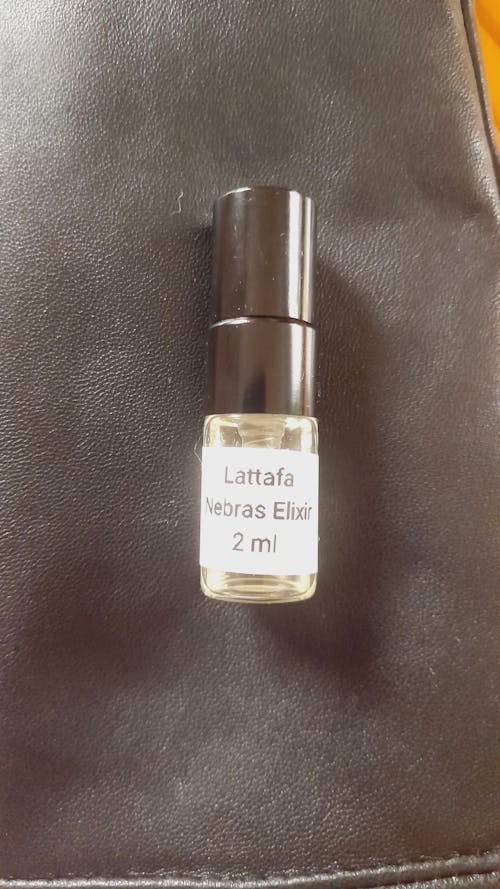 Lattafa
Nebras Elixir
2 ml